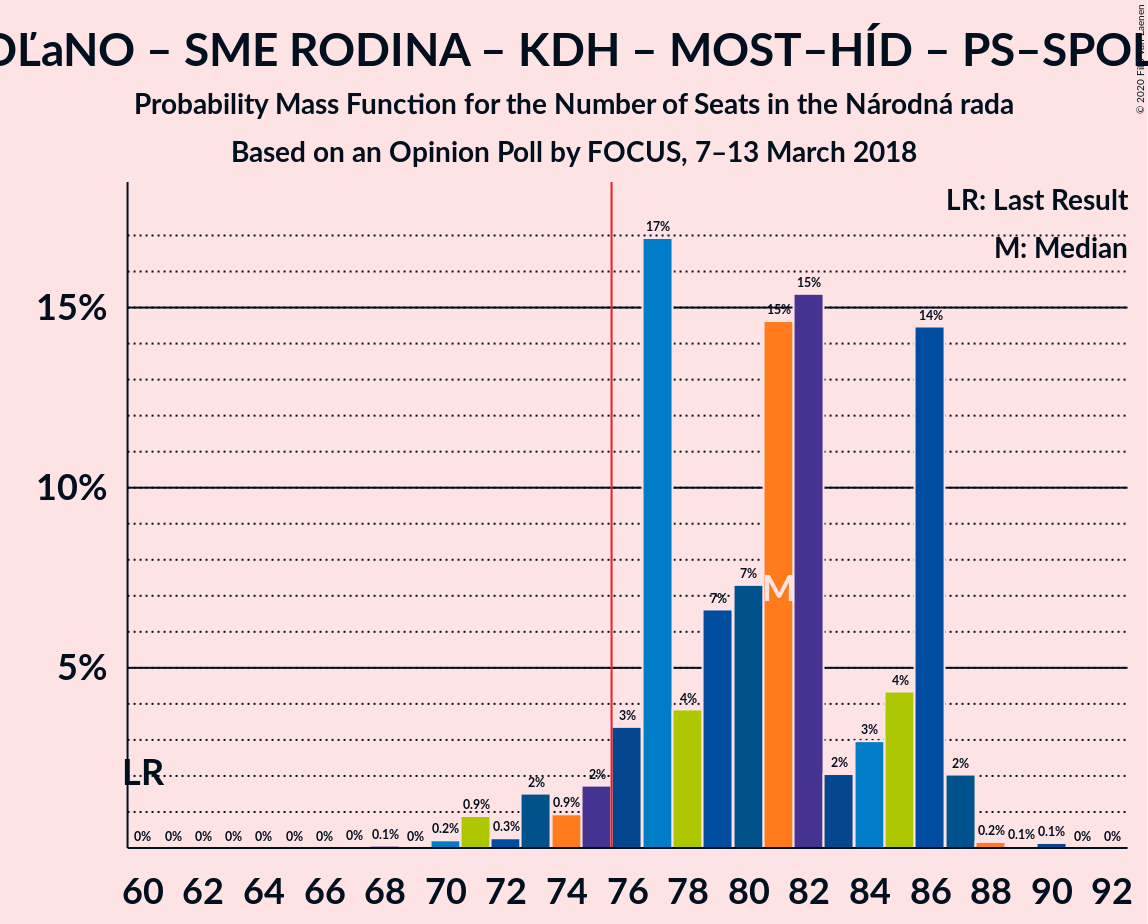 OĽaNO – SME RODINA – KDH – MOST–HÍD – PS–SPOL
Probability Mass Function for the Number of Seats in the Národná rada
Based on an Opinion Poll by FOCUS, 7–13 March 2018
LR: Last Result
M: Median
15%
10%
5%
17%
15%
15%
14%
7%
7%
M
4%
4%
3%
3%
2%
2%
LR
2%
2%
0% 0% 0% 0% 0% 0% 0% 0% 0.1% 0% 0.2% 0.9% 0.3% 0.9% 0.2% 0.1% 0.1% 0% 0%
60 62 64 66 68 70 72 74 76 78 80 82 84 86 88 90 92
© 2020